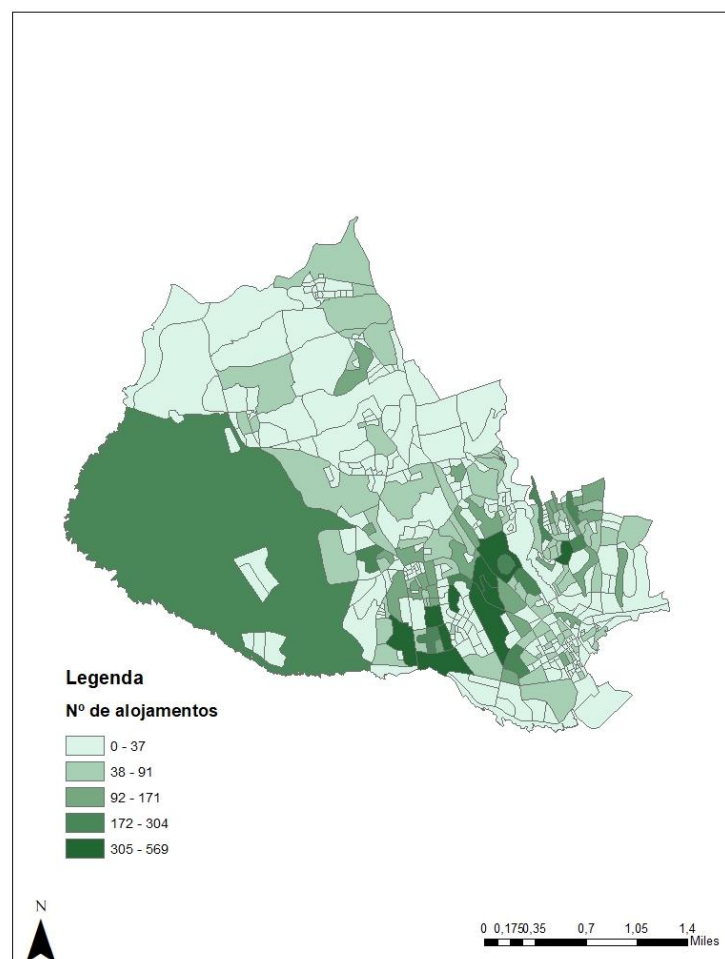 Legenda
Nº de alojamentos
0 - 37
38 - 91
92 - 171
172 - 304
305 - 569
N
0 0,1750,35 0,7 1,05 1,4
Miles